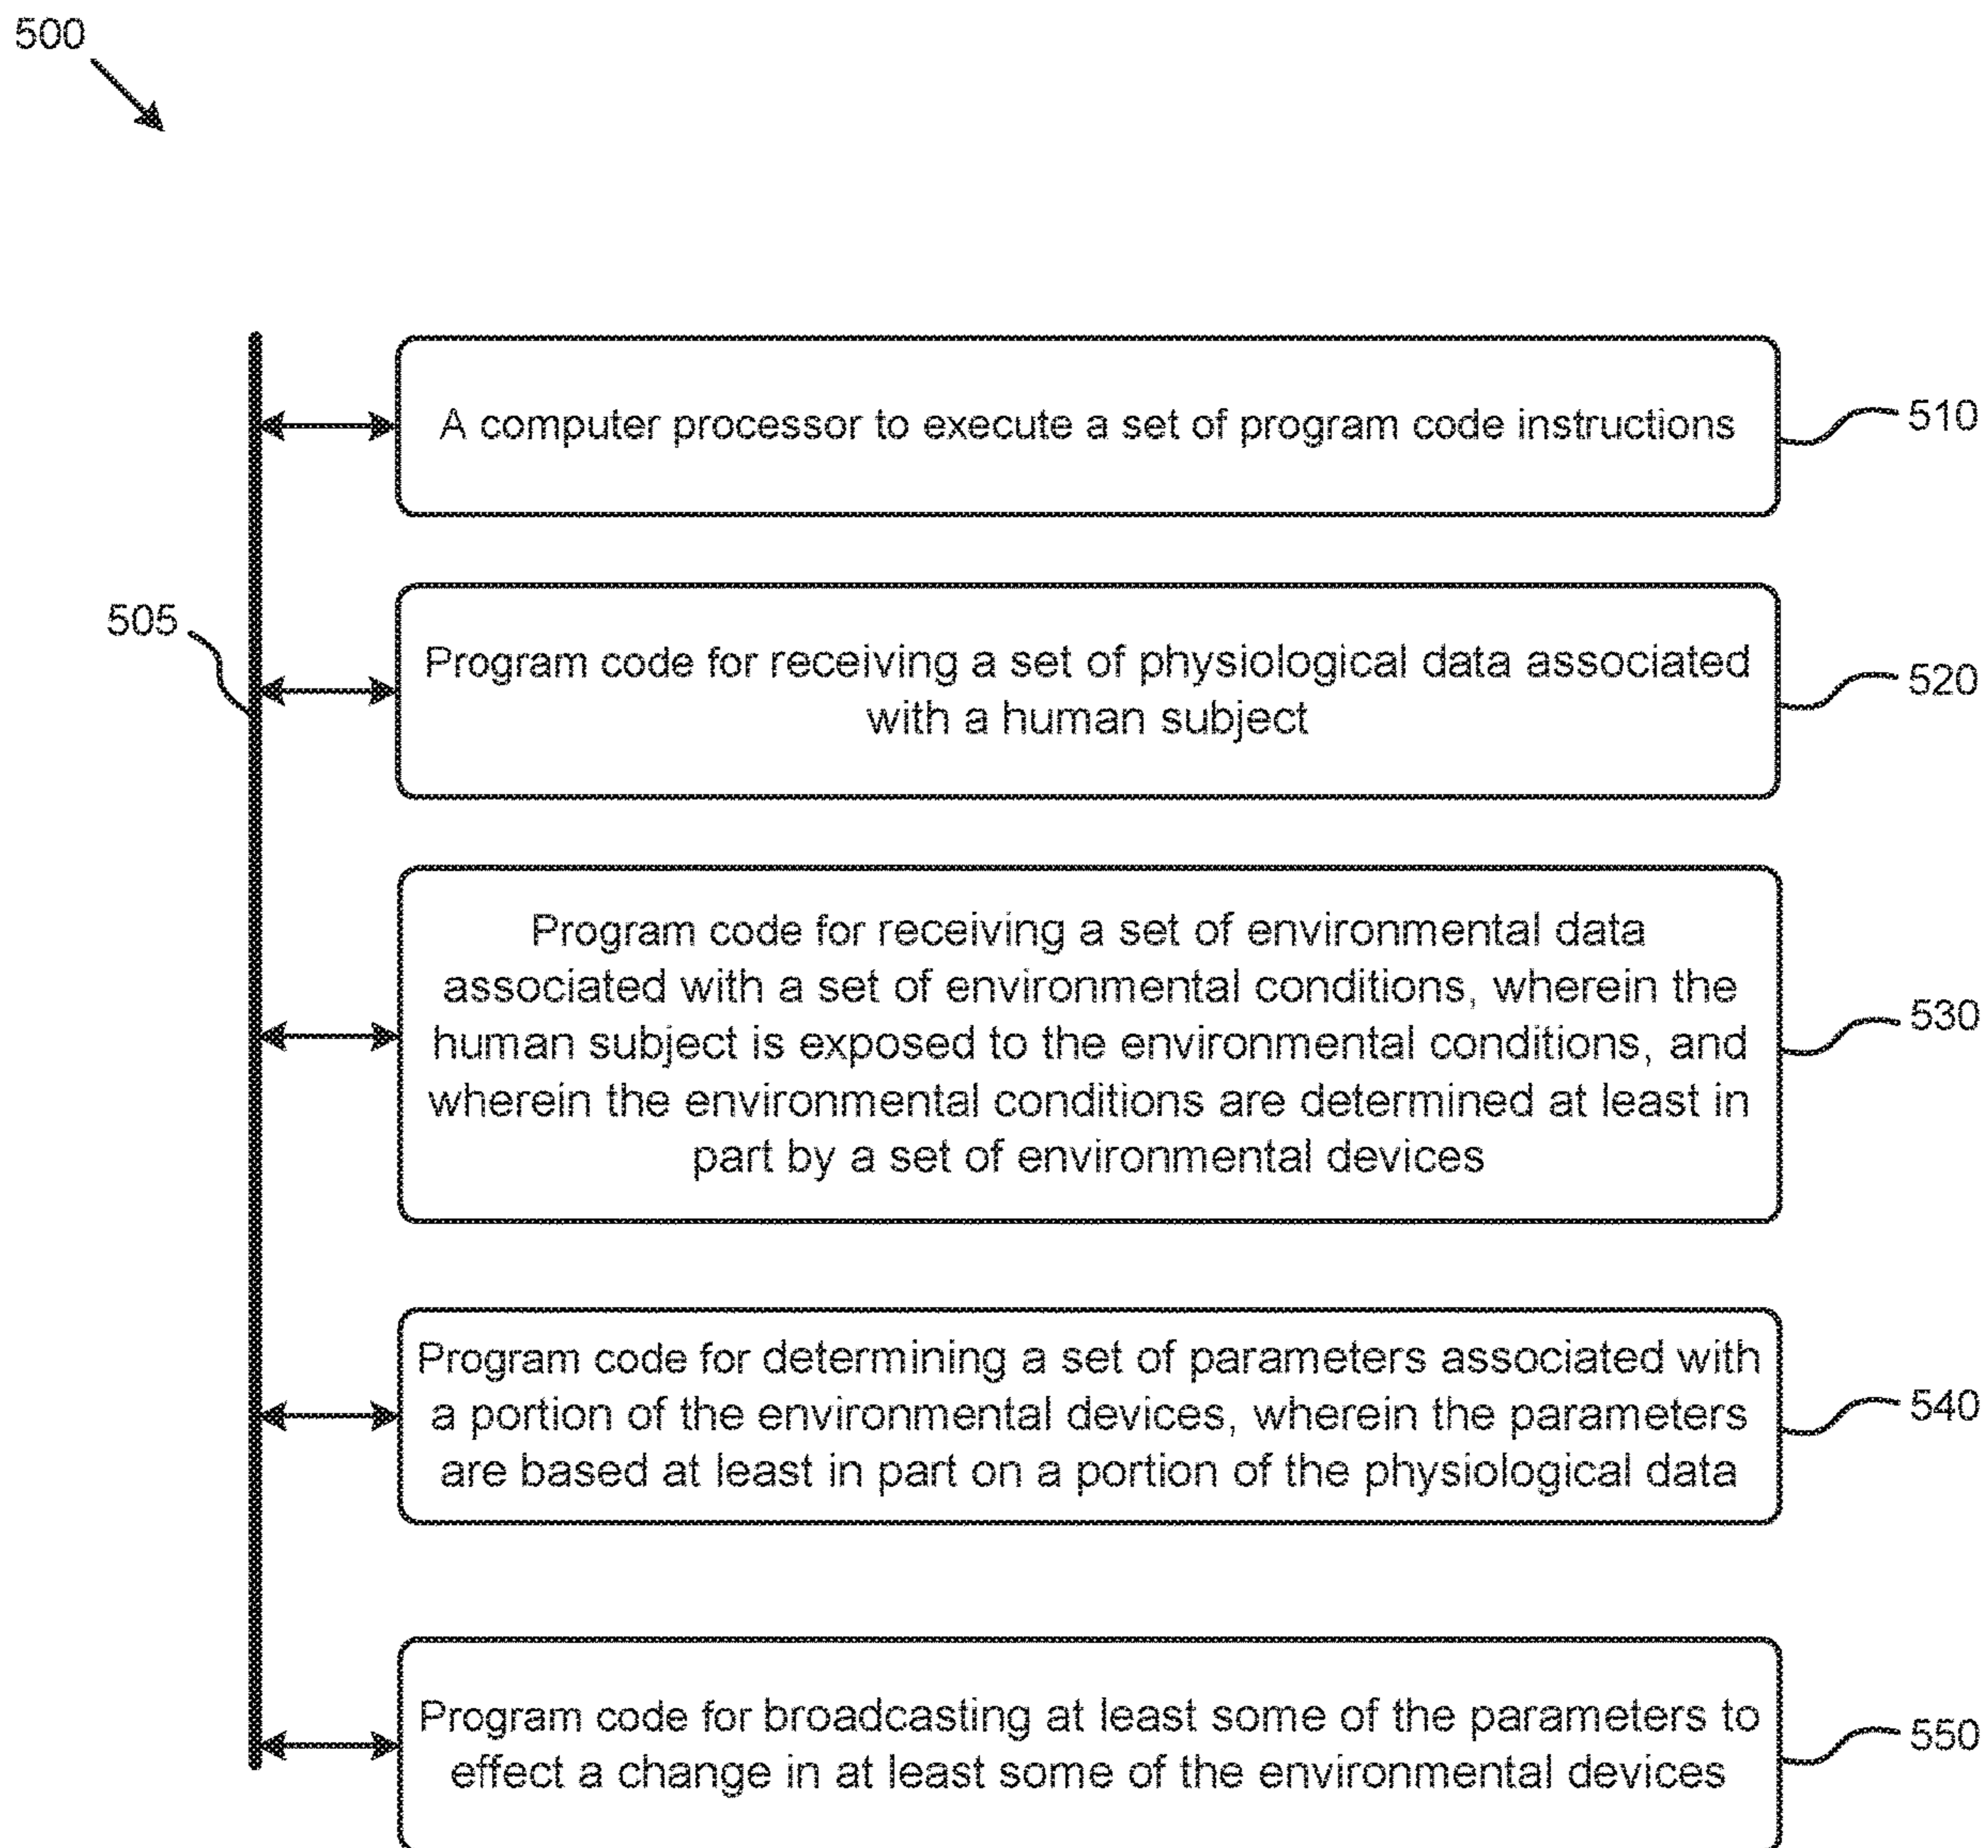 500
A computer processor to execute a set of program code instructions
510
505
Program code for receiving a set of physiological data associated
with a human subject
520
Program code for receiving a set of environmental data
associated with a set of environmental conditions, wherein the
human subject is exposed to the environmental conditions, and
wherein the environmental conditions are determined at least in
part by a set of environmental devices
530
Program code for determining a set of parameters associated with
a portion of the environmental devices, wherein the parameters
are based at least in part on a portion of the physiological data
540
Program code for broadcasting at least some of the parameters to
effect a change in at least some of the environmental devices
550